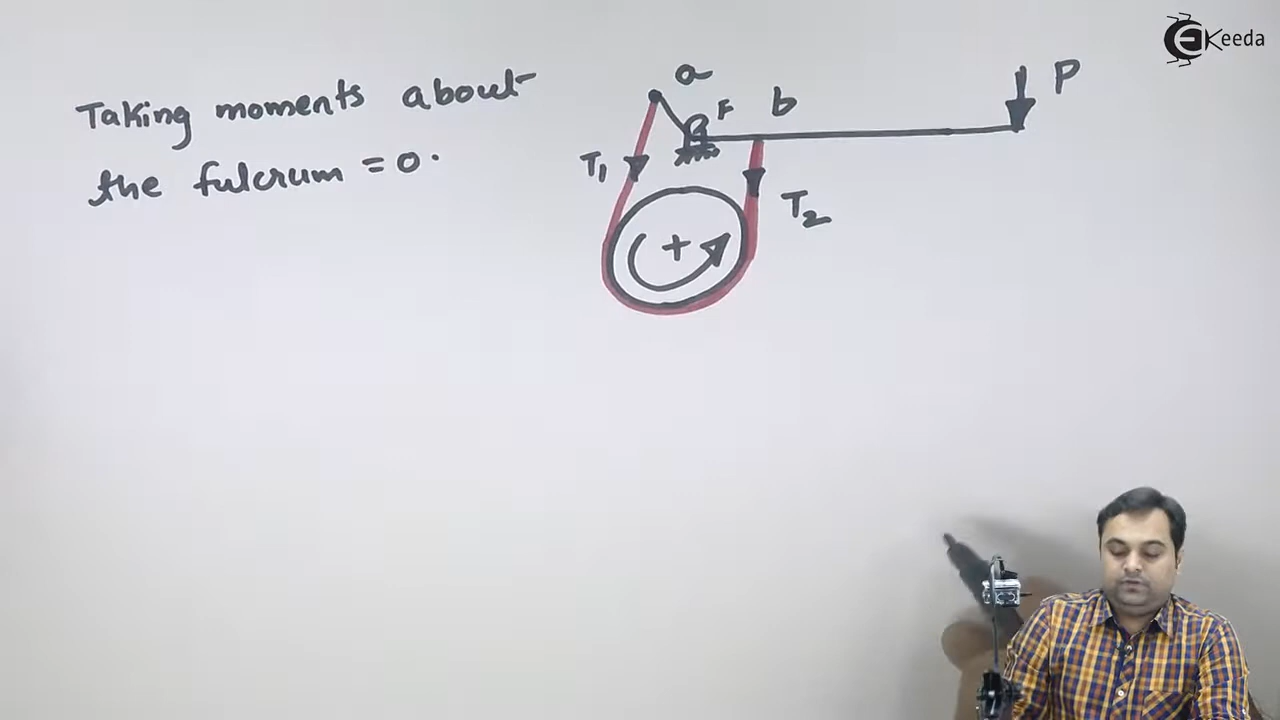 Taking moments about
the fulcrum = 0.
a
F
b
P
T1
T2
+
EKeeda